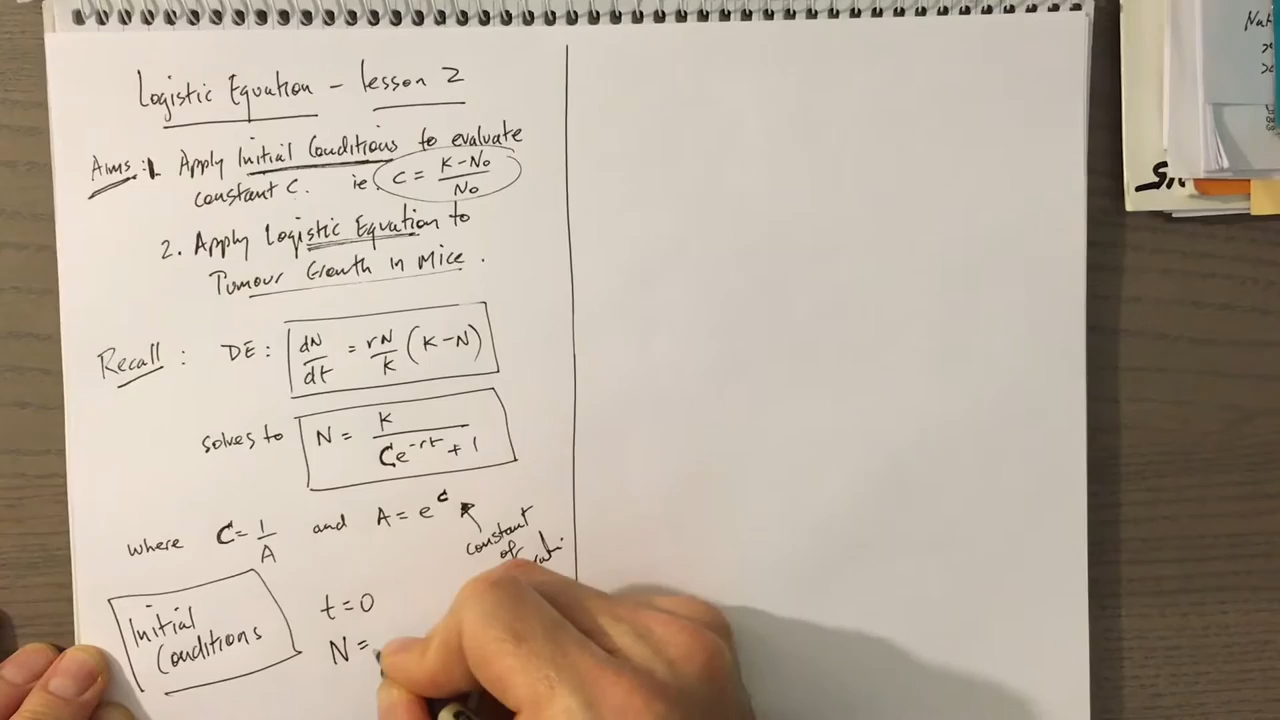 Logistic Equation – lesson 2
Aims: 1. Apply Initial Conditions to evaluate
constant C. ie. C = (K-N₀)/N₀
2. Apply Logistic Equation to
Tumour Growth in Mice.
Recall: DE: dN/dt = rN/K (K-N)
solves to N = K/(Ce^(-rt) + 1)
where C = 1/A and A = e^c
constant
of
Initial
Conditions
t = 0
N =
Nat